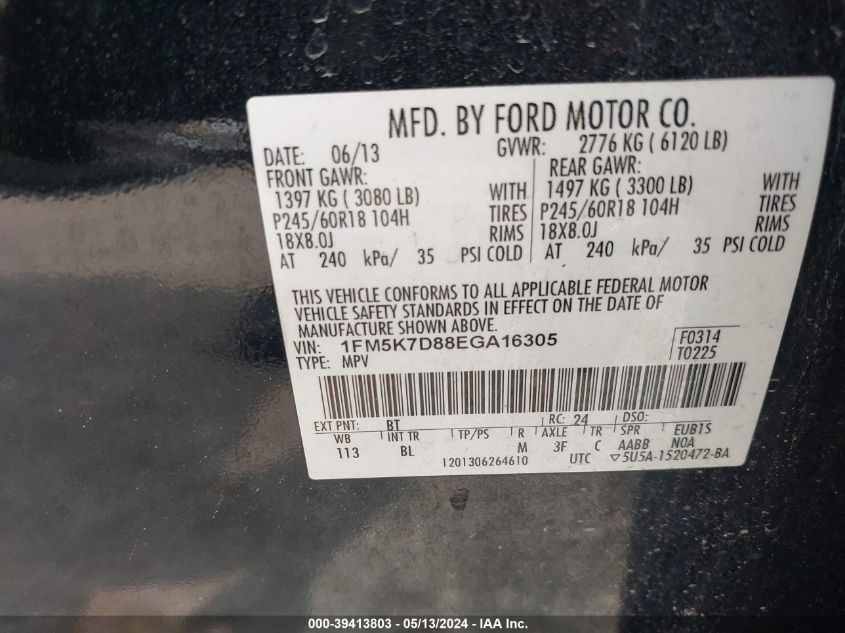 MFD. BY FORD MOTOR CO.
DATE: 06/13 GVWR: 2776 KG ( 6120 LB)
FRONT GAWR: REAR GAWR:
1397 KG ( 3080 LB) WITH 1497 KG ( 3300 LB) WITH
P245/60R18 104H TIRES P245/60R18 104H TIRES
18X8.0J RIMS 18X8.0J RIMS
AT 240 kPa/ 35 PSI COLD AT 240 kPa/ 35 PSI COLD
THIS VEHICLE CONFORMS TO ALL APPLICABLE FEDERAL MOTOR
VEHICLE SAFETY STANDARDS IN EFFECT ON THE DATE OF
MANUFACTURE SHOWN ABOVE.
VIN: 1FM5K7D88EGA16305 F0314
TYPE: MPV T0225
EXT PNT: BT RC: 24 DSO:
WB INT TR TP/PS R AXLE TR SPR EUB1S
113 BL M 3F C AABB NOA
1201306264610 UTC ▽5U5A-1520472-BA
000-39413803 - 05/13/2024 - IAA Inc.